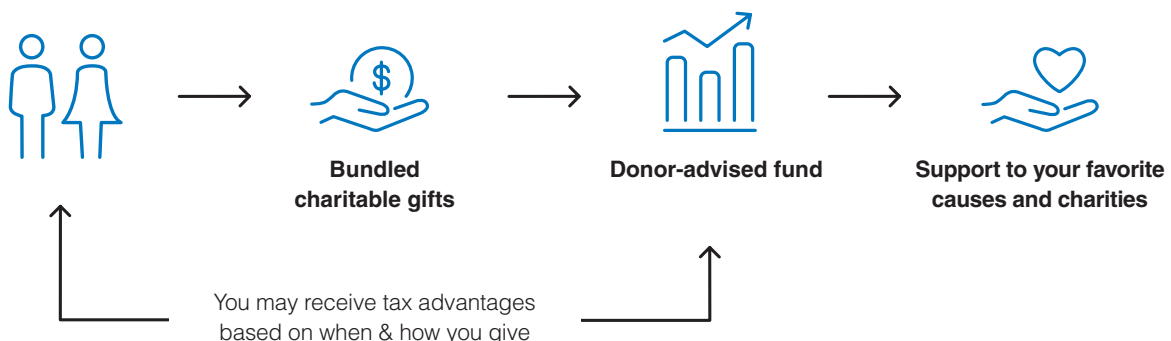 $
Bundled
charitable gifts
Donor-advised fund
Support to your favorite
causes and charities
You may receive tax advantages
based on when & how you give